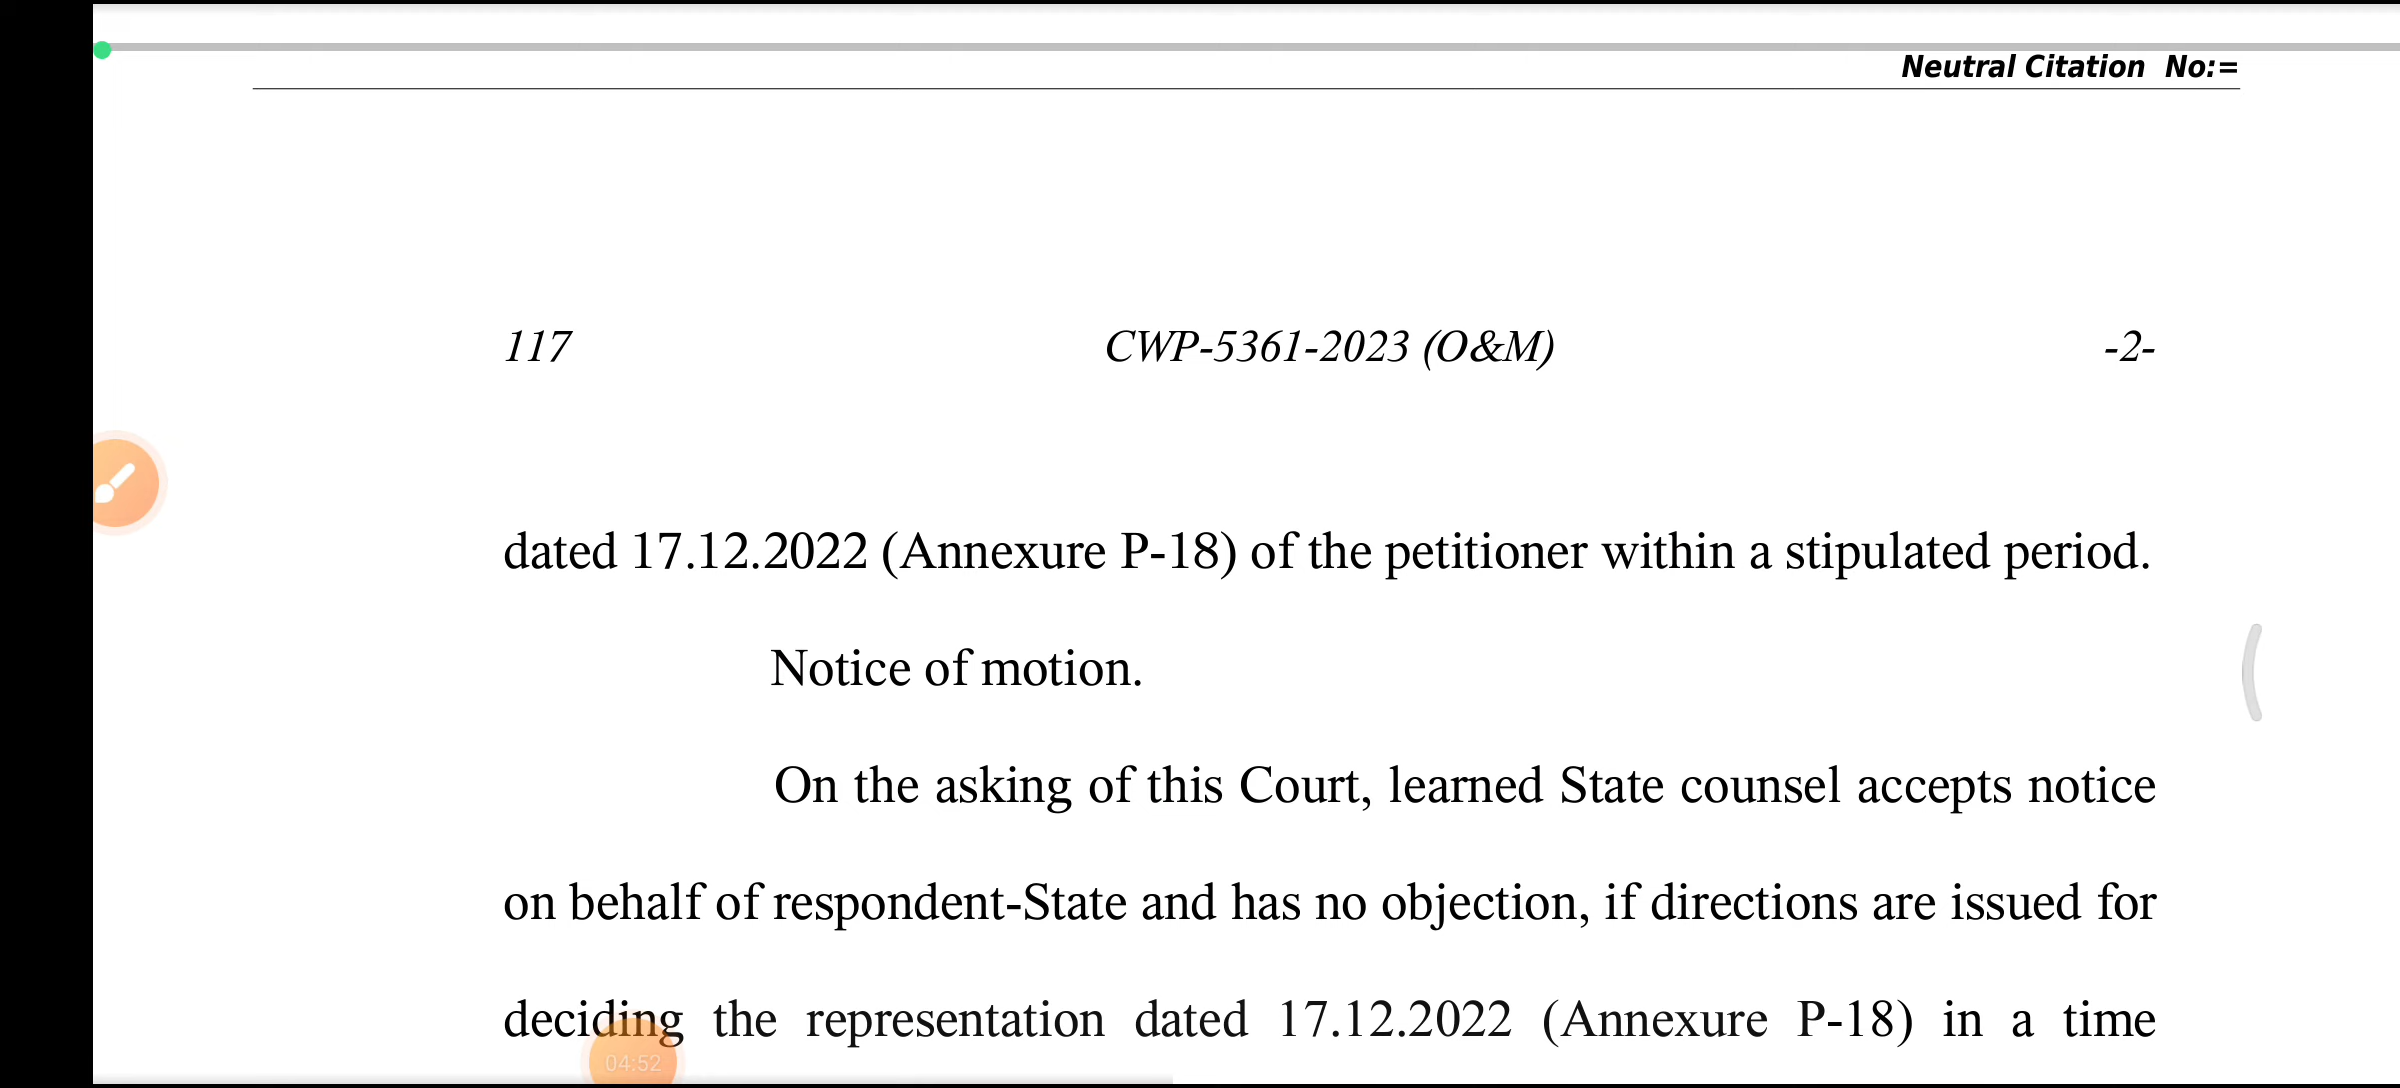 Neutral Citation No:=
117 CWP-5361-2023 (O&M) -2-
dated 17.12.2022 (Annexure P-18) of the petitioner within a stipulated period.
Notice of motion.
On the asking of this Court, learned State counsel accepts notice
on behalf of respondent-State and has no objection, if directions are issued for
deciding the representation dated 17.12.2022 (Annexure P-18) in a time
04:52